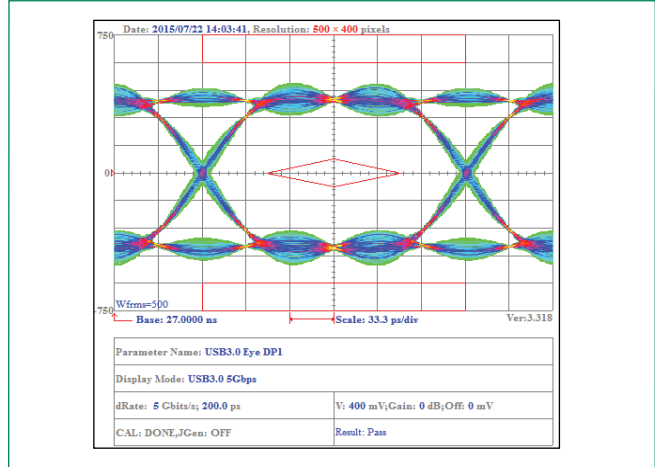 Date: 2015/07/22 14:03:41, Resolution: 500 × 400 pixels
750
0
-750
Wfrms=500
Base: 27.0000 ns Scale: 33.3 ps/div Ver:3.318
Parameter Name: USB3.0 Eye DP1
Display Mode: USB3.0 5Gbps
dRate: 5 Gbits/s; 200.0 ps V: 400 mV;Gain: 0 dB;Off: 0 mV
CAL: DONE,JGen: OFF Result: Pass